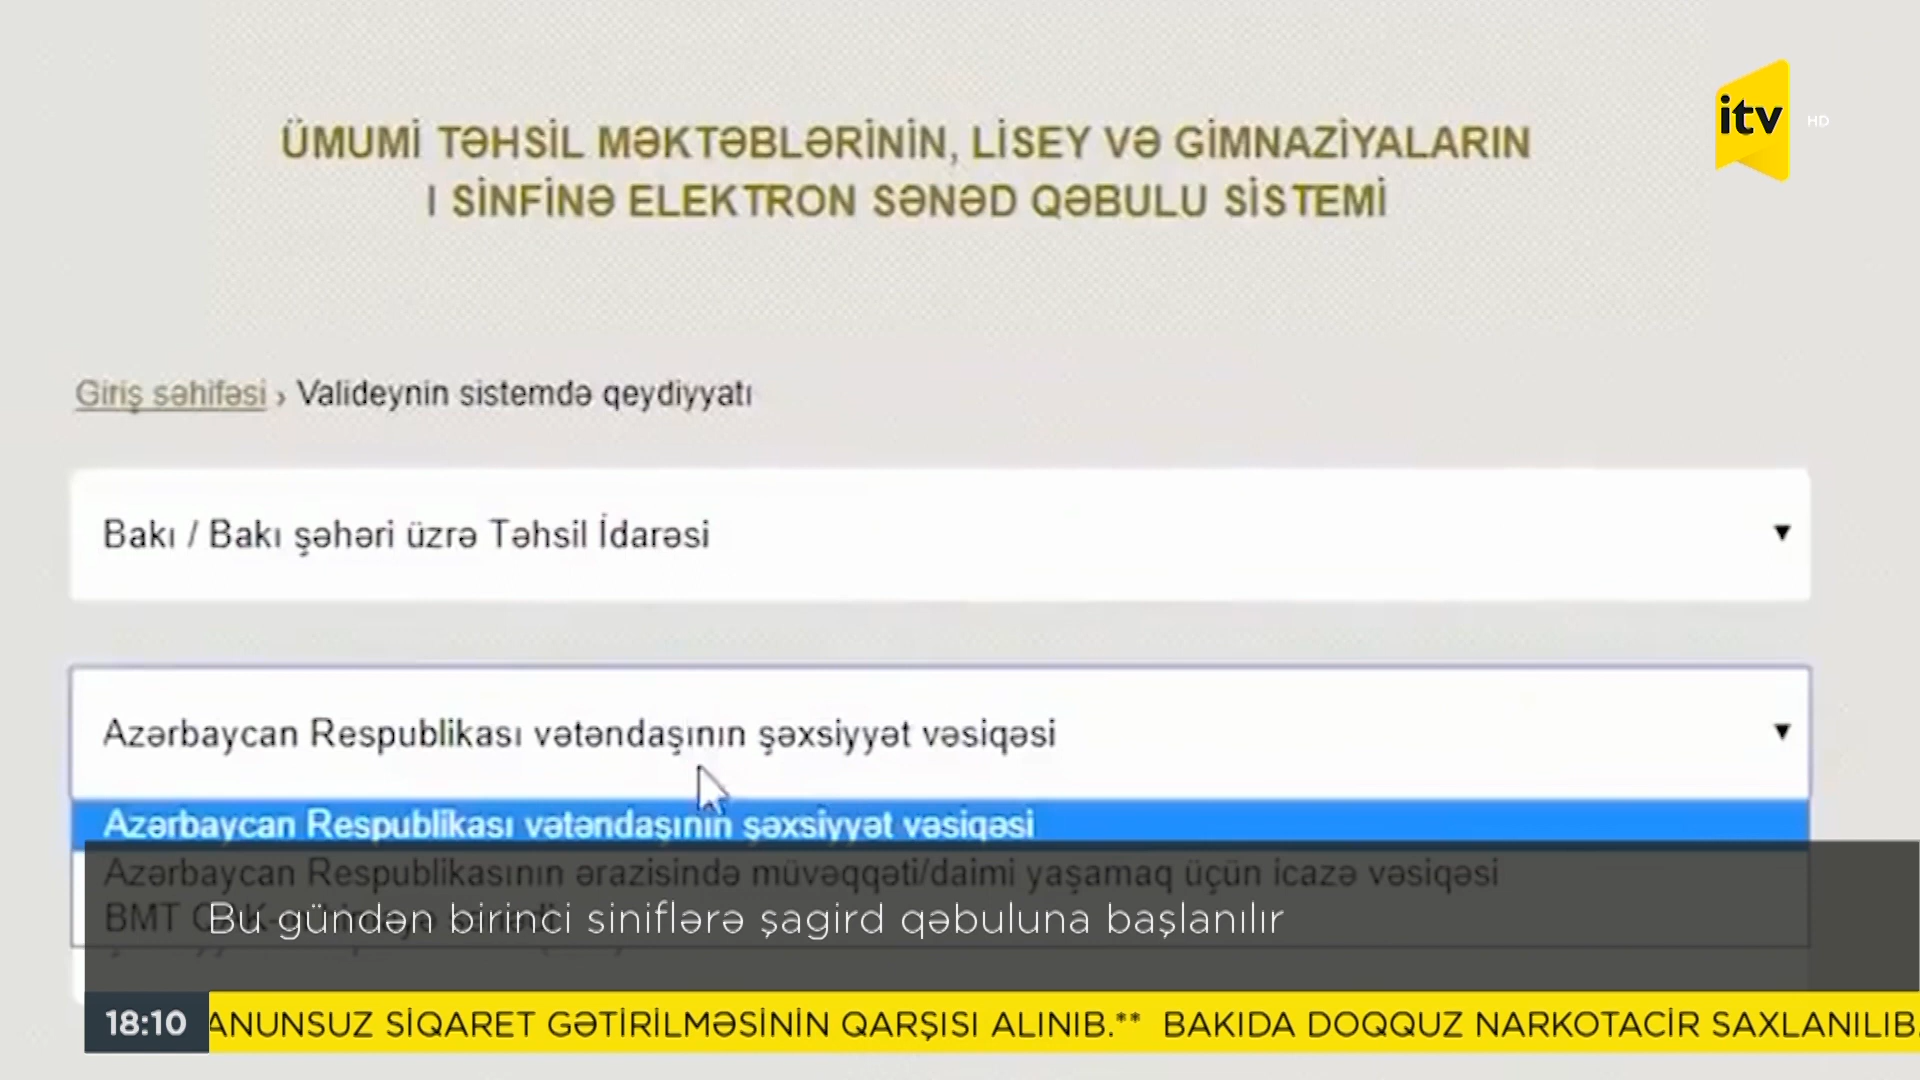 itv HD
ÜMUMİ TƏHSİL MƏKTƏBLƏRİNİN, LİSEY VƏ GİMNAZİYALARIN
I SİNFİNƏ ELEKTRON SƏNƏD QƏBULU SİSTEMİ
Giriş səhifəsi › Valideynin sistemdə qeydiyyatı
Bakı / Bakı şəhəri üzrə Təhsil İdarəsi
Azərbaycan Respublikası vətəndaşının şəxsiyyət vəsiqəsi
Azərbaycan Respublikası vətəndaşının şəxsiyyət vəsiqəsi
Azərbaycan Respublikasının ərazisində müvəqqəti/daimi yaşamaq üçün icazə vəsiqəsi
BMT
Bu gündən birinci siniflərə şagird qəbuluna başlanılır
18:10 ANUNSUZ SİQARET GƏTİRİLMƏSİNİN QARŞISI ALINIB.** BAKIDA DOQQUZ NARKOTACİR SAXLANILIB.